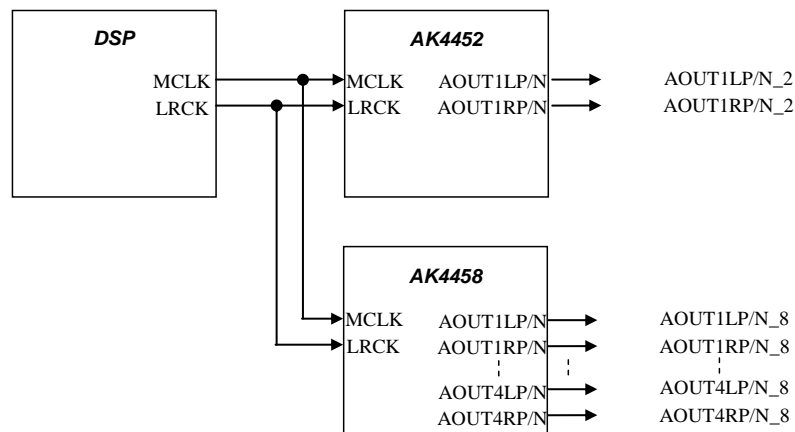 DSP
MCLK
LRCK
AK4452
MCLK AOUT1LP/N
LRCK AOUT1RP/N
AOUT1LP/N_2
AOUT1RP/N_2
AK4458
MCLK AOUT1LP/N
LRCK AOUT1RP/N
AOUT4LP/N
AOUT4RP/N
AOUT1LP/N_8
AOUT1RP/N_8
AOUT4LP/N_8
AOUT4RP/N_8